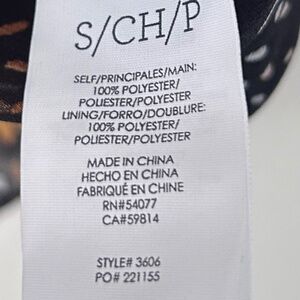 S/CH/P
SELF/PRINCIPALES/MAIN:
100% POLYESTER/
POLIESTER/POLYESTER
LINING/FORRO/DOUBLURE:
100% POLYESTER/
POLIESTER/POLYESTER
MADE IN CHINA
HECHO EN CHINA
FABRIQUÉ EN CHINE
RN#54077
CA#59814
STYLE# 3606
PO# 221155